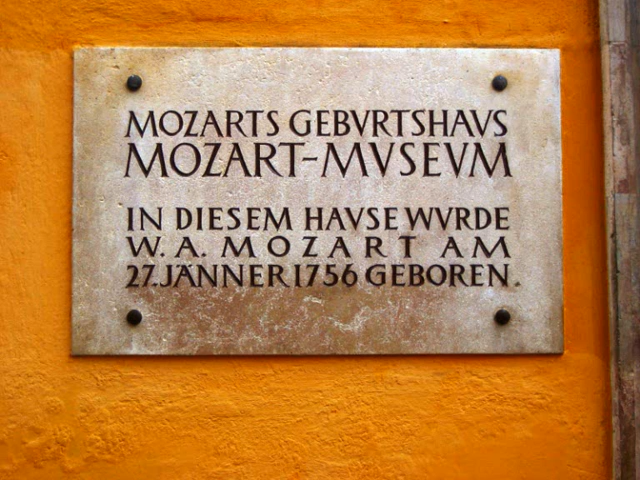 MOZARTS GEBVRTSHAVS
MOZART-MVSEVM
IN DIESEM HAVSE WVRDE
W. A. MOZART AM
27. JÄNNER 1756 GEBOREN.